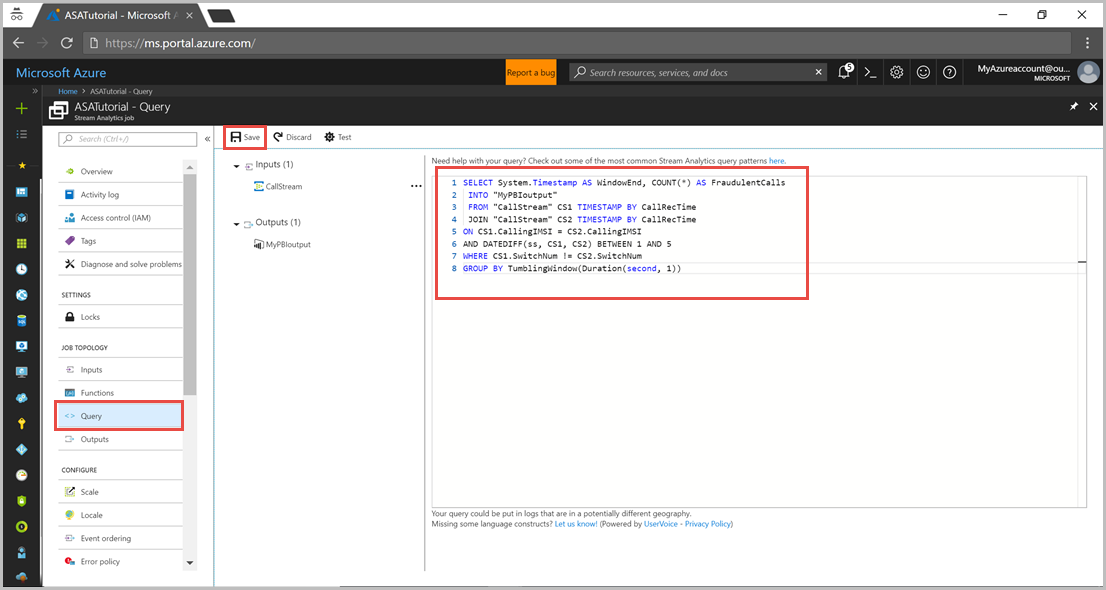 ASATutorial - Microsoft A
https://ms.portal.azure.com/
Microsoft Azure
Report a bug
Search resources, services, and docs
5
MyAzureaccount@ou...
MICROSOFT
Home > ASATutorial - Query
ASATutorial - Query
Stream Analytics job
Search (Ctrl+/)
Overview
Activity log
Access control (IAM)
Tags
Diagnose and solve problems
SETTINGS
Locks
JOB TOPOLOGY
Inputs
Functions
Query
Outputs
CONFIGURE
Scale
Locale
Event ordering
Error policy
Save Discard Test
Inputs (1)
CallStream
Outputs (1)
MyPBIoutput
Need help with your query? Check out some of the most common Stream Analytics query patterns here.
1 SELECT System.Timestamp AS WindowEnd, COUNT(*) AS FraudulentCalls
2 INTO "MyPBIoutput"
3 FROM "CallStream" CS1 TIMESTAMP BY CallRecTime
4 JOIN "CallStream" CS2 TIMESTAMP BY CallRecTime
5 ON CS1.CallingIMSI = CS2.CallingIMSI
6 AND DATEDIFF(ss, CS1, CS2) BETWEEN 1 AND 5
7 WHERE CS1.SwitchNum != CS2.SwitchNum
8 GROUP BY TumblingWindow(Duration(second, 1))
Your query could be put in logs that are in a potentially different geography.
Missing some language constructs? Let us know! (Powered by UserVoice - Privacy Policy)